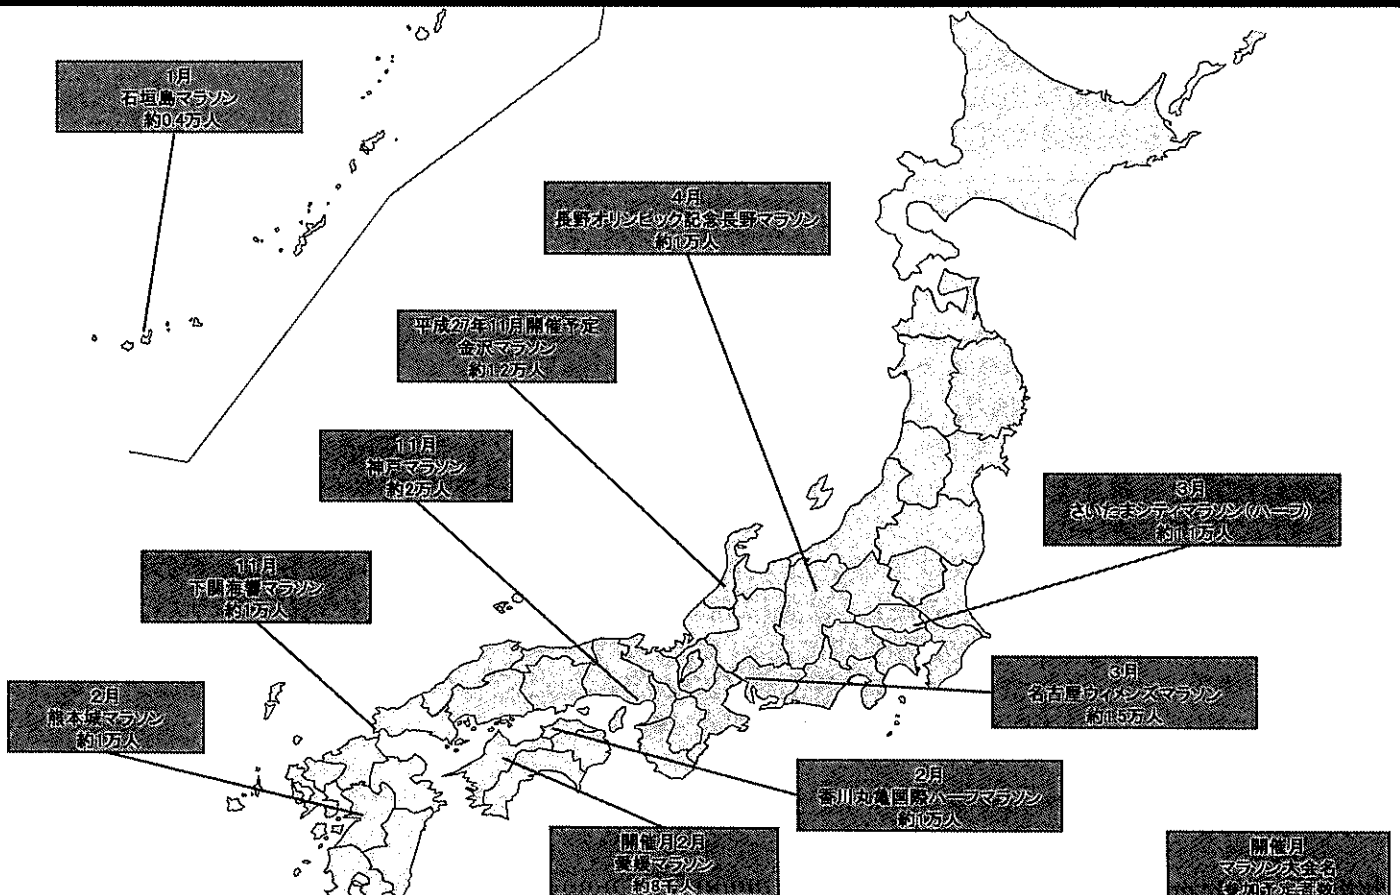 1月
石垣島マラソン
約0.4万人
4月
長野オリンピック記念長野マラソン
約1万人
平成27年11月開催予定
金沢マラソン
約1.2万人
11月
神戸マラソン
約2万人
3月
さいたまシティマラソン(ハーフ)
約1.1万人
11月
下関海響マラソン
約1万人
3月
名古屋ウィメンズマラソン
約1.5万人
2月
熊本城マラソン
約1万人
2月
香川丸亀国際ハーフマラソン
約1万人
開催月2月
愛媛マラソン
約8千人
開催月
マラソン大会名
参加予定者数